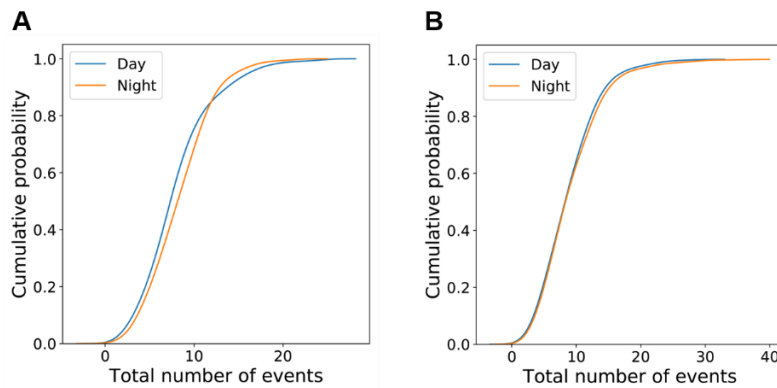 A
Day
Night
Cumulative probability
1.0
0.8
0.6
0.4
0.2
0.0
0
10
20
Total number of events
B
Day
Night
Cumulative probability
1.0
0.8
0.6
0.4
0.2
0.0
0
10
20
30
40
Total number of events